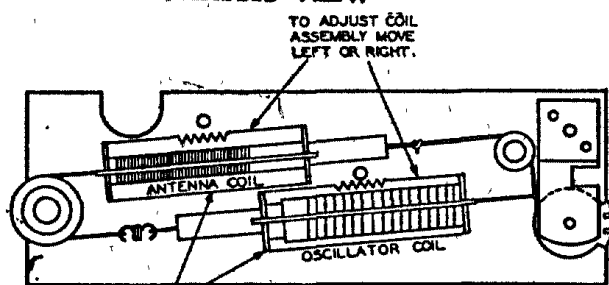 TO ADJUST COIL
ASSEMBLY MOVE
LEFT OR RIGHT.
ANTENNA COIL
OSCILLATOR COIL